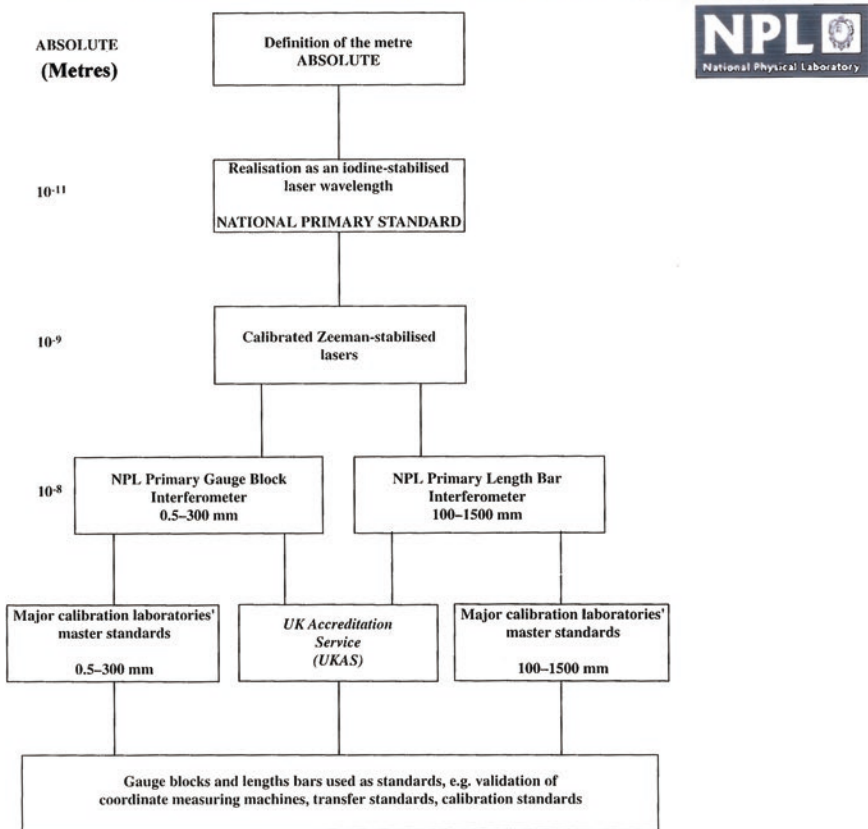 ABSOLUTE
(Metres)
Definition of the metre
ABSOLUTE
NPL
National Physical Laboratory
10-11
Realisation as an iodine-stabilised
laser wavelength
NATIONAL PRIMARY STANDARD
10-9
Calibrated Zeeman-stabilised
lasers
10-8
NPL Primary Gauge Block
Interferometer
0.5–300 mm
NPL Primary Length Bar
Interferometer
100–1500 mm
Major calibration laboratories'
master standards
0.5–300 mm
UK Accreditation
Service
(UKAS)
Major calibration laboratories'
master standards
100–1500 mm
Gauge blocks and lengths bars used as standards, e.g. validation of
coordinate measuring machines, transfer standards, calibration standards